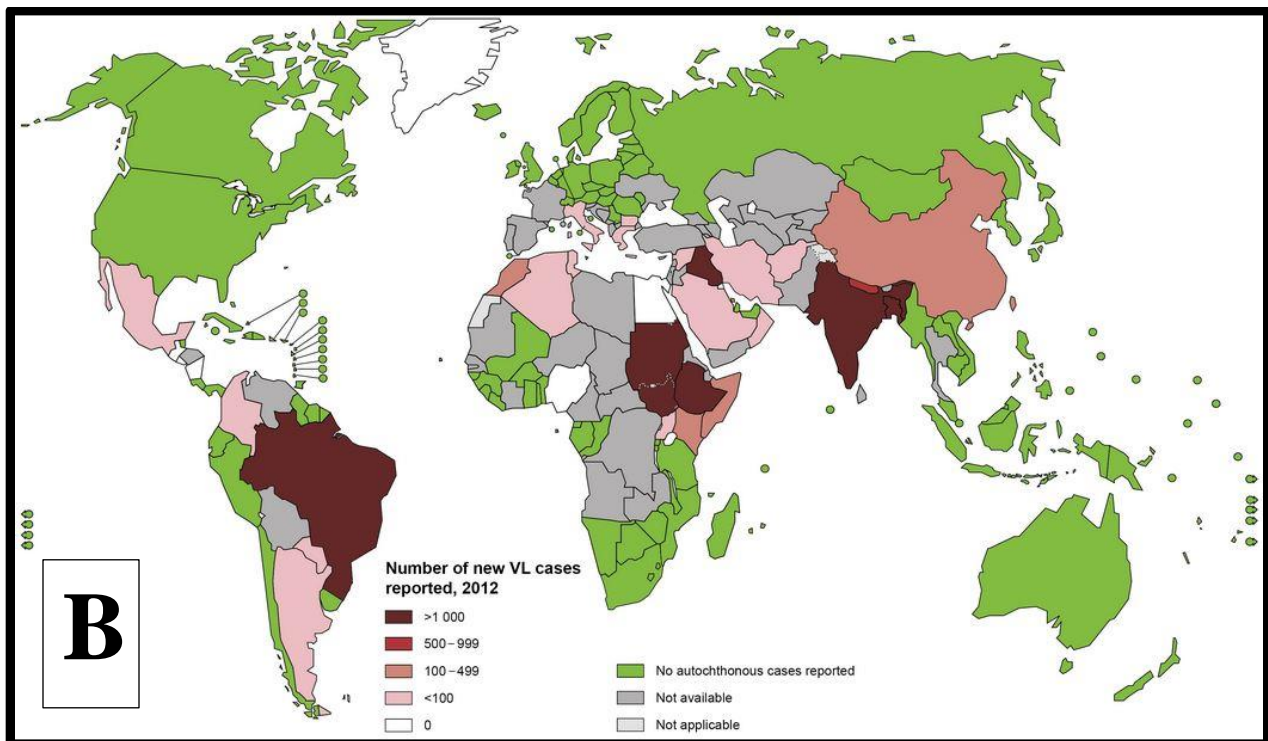 B
Number of new VL cases
reported, 2012
>1 000
500–999
100–499
<100
0
No autochthonous cases reported
Not available
Not applicable